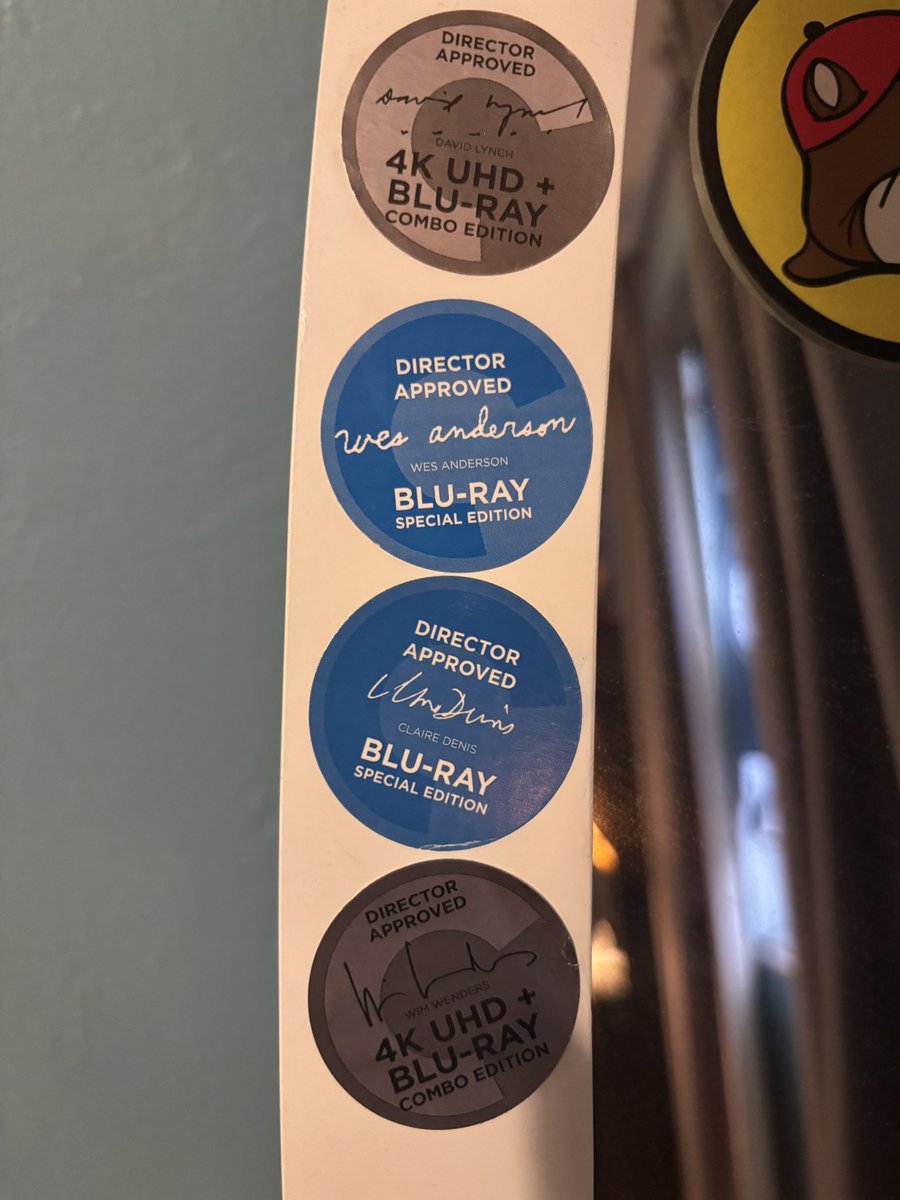 DIRECTOR
APPROVED
David Lynch
DAVID LYNCH
4K UHD +
BLU-RAY
COMBO EDITION
DIRECTOR
APPROVED
wes anderson
WES ANDERSON
BLU-RAY
SPECIAL EDITION
DIRECTOR
APPROVED
CLAIRE DENIS
BLU-RAY
SPECIAL EDITION
DIRECTOR
APPROVED
WIM WENDERS
4K UHD +
BLU-RAY
COMBO EDITION